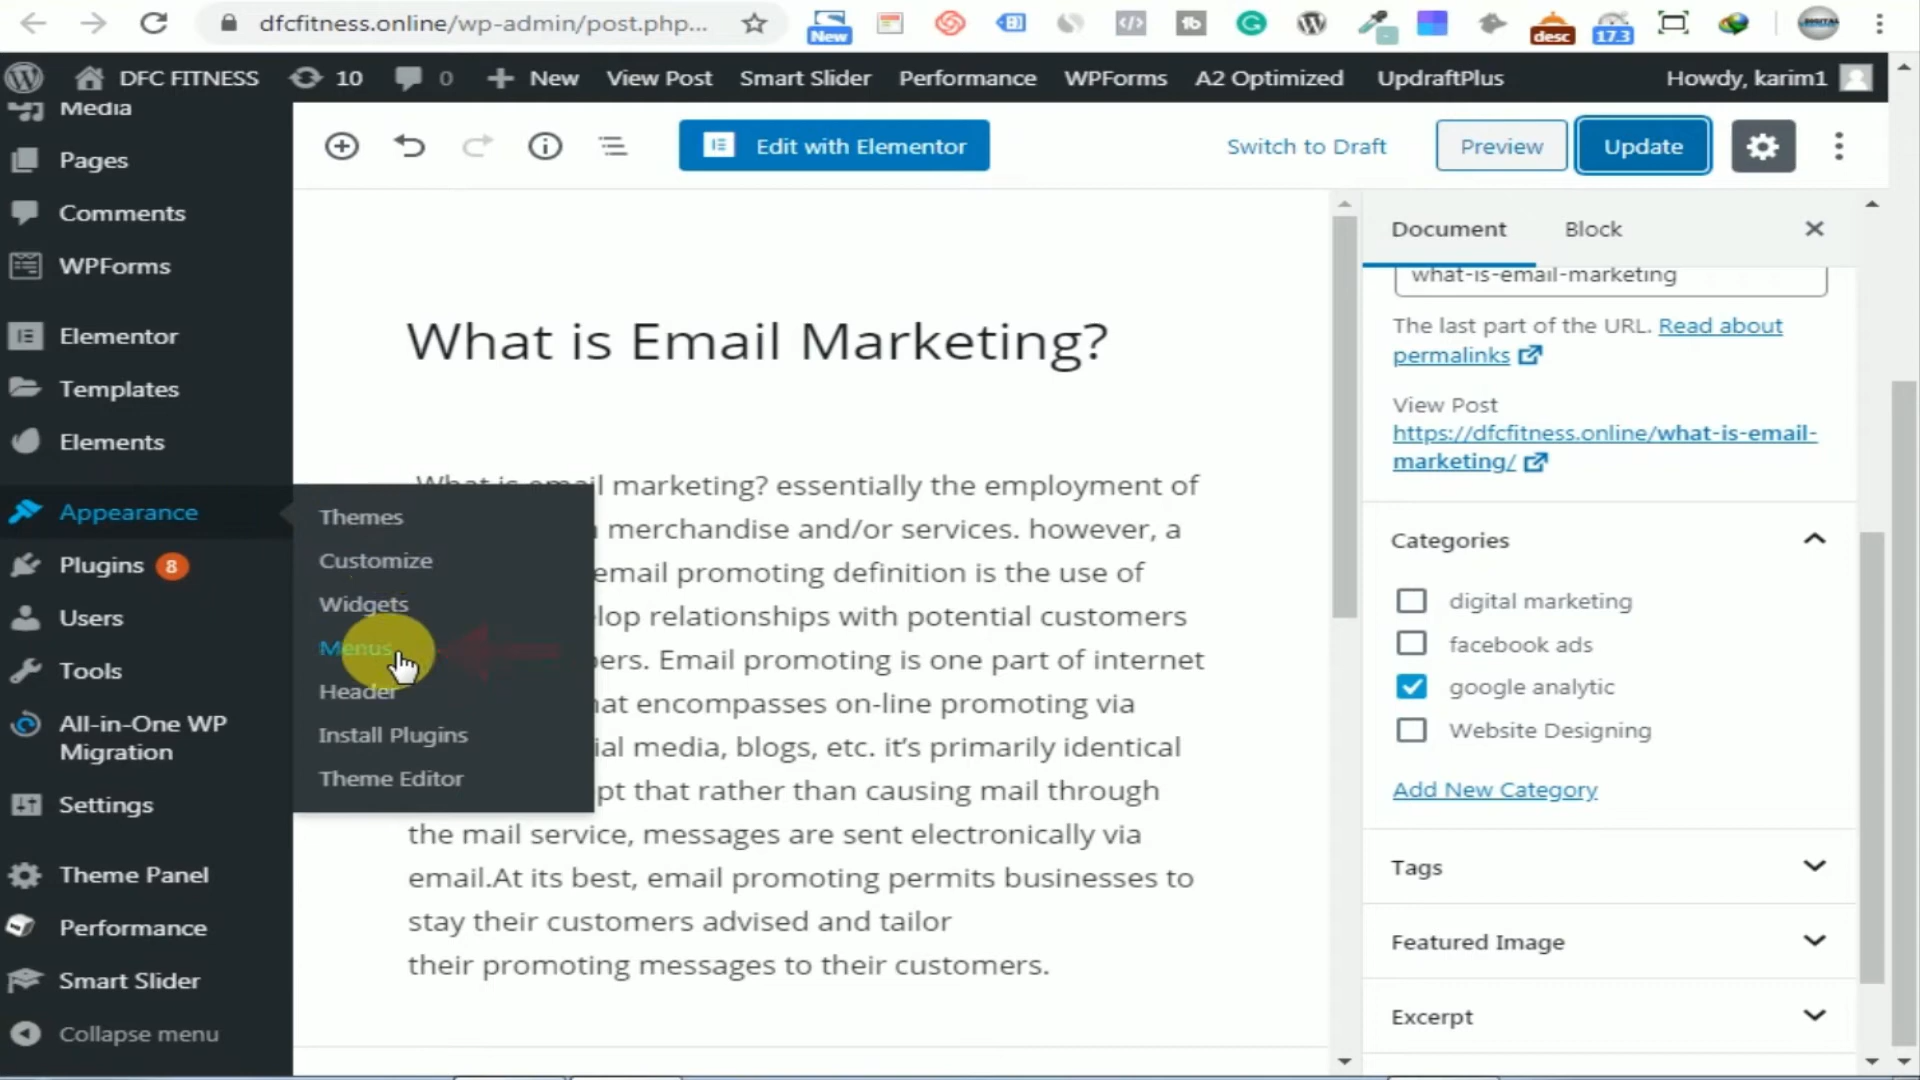 dfcfitness.online/wp-admin/post.php...
New
desc
17.3
DFC FITNESS
10
0
New
View Post
Smart Slider
Performance
WPForms
A2 Optimized
UpdraftPlus
Howdy, karim1
Media
Pages
Comments
WPForms
Elementor
Templates
Elements
Appearance
Plugins 8
Users
Tools
All-in-One WP
Migration
Settings
Theme Panel
Performance
Smart Slider
Collapse menu
Themes
Customize
Widgets
Menus
Header
Install Plugins
Theme Editor
Edit with Elementor
Switch to Draft
Preview
Update
What is Email Marketing?
What is email marketing? essentially the employment of
merchandise and/or services. however, a
email promoting definition is the use of
lop relationships with potential customers
ers. Email promoting is one part of internet
hat encompasses on-line promoting via
ial media, blogs, etc. it's primarily identical
pt that rather than causing mail through
the mail service, messages are sent electronically via
email.At its best, email promoting permits businesses to
stay their customers advised and tailor
their promoting messages to their customers.
Document
Block
what-is-email-marketing
The last part of the URL. Read about
permalinks
View Post
https://dfcfitness.online/what-is-email-
marketing/
Categories
digital marketing
facebook ads
google analytic
Website Designing
Add New Category
Tags
Featured Image
Excerpt